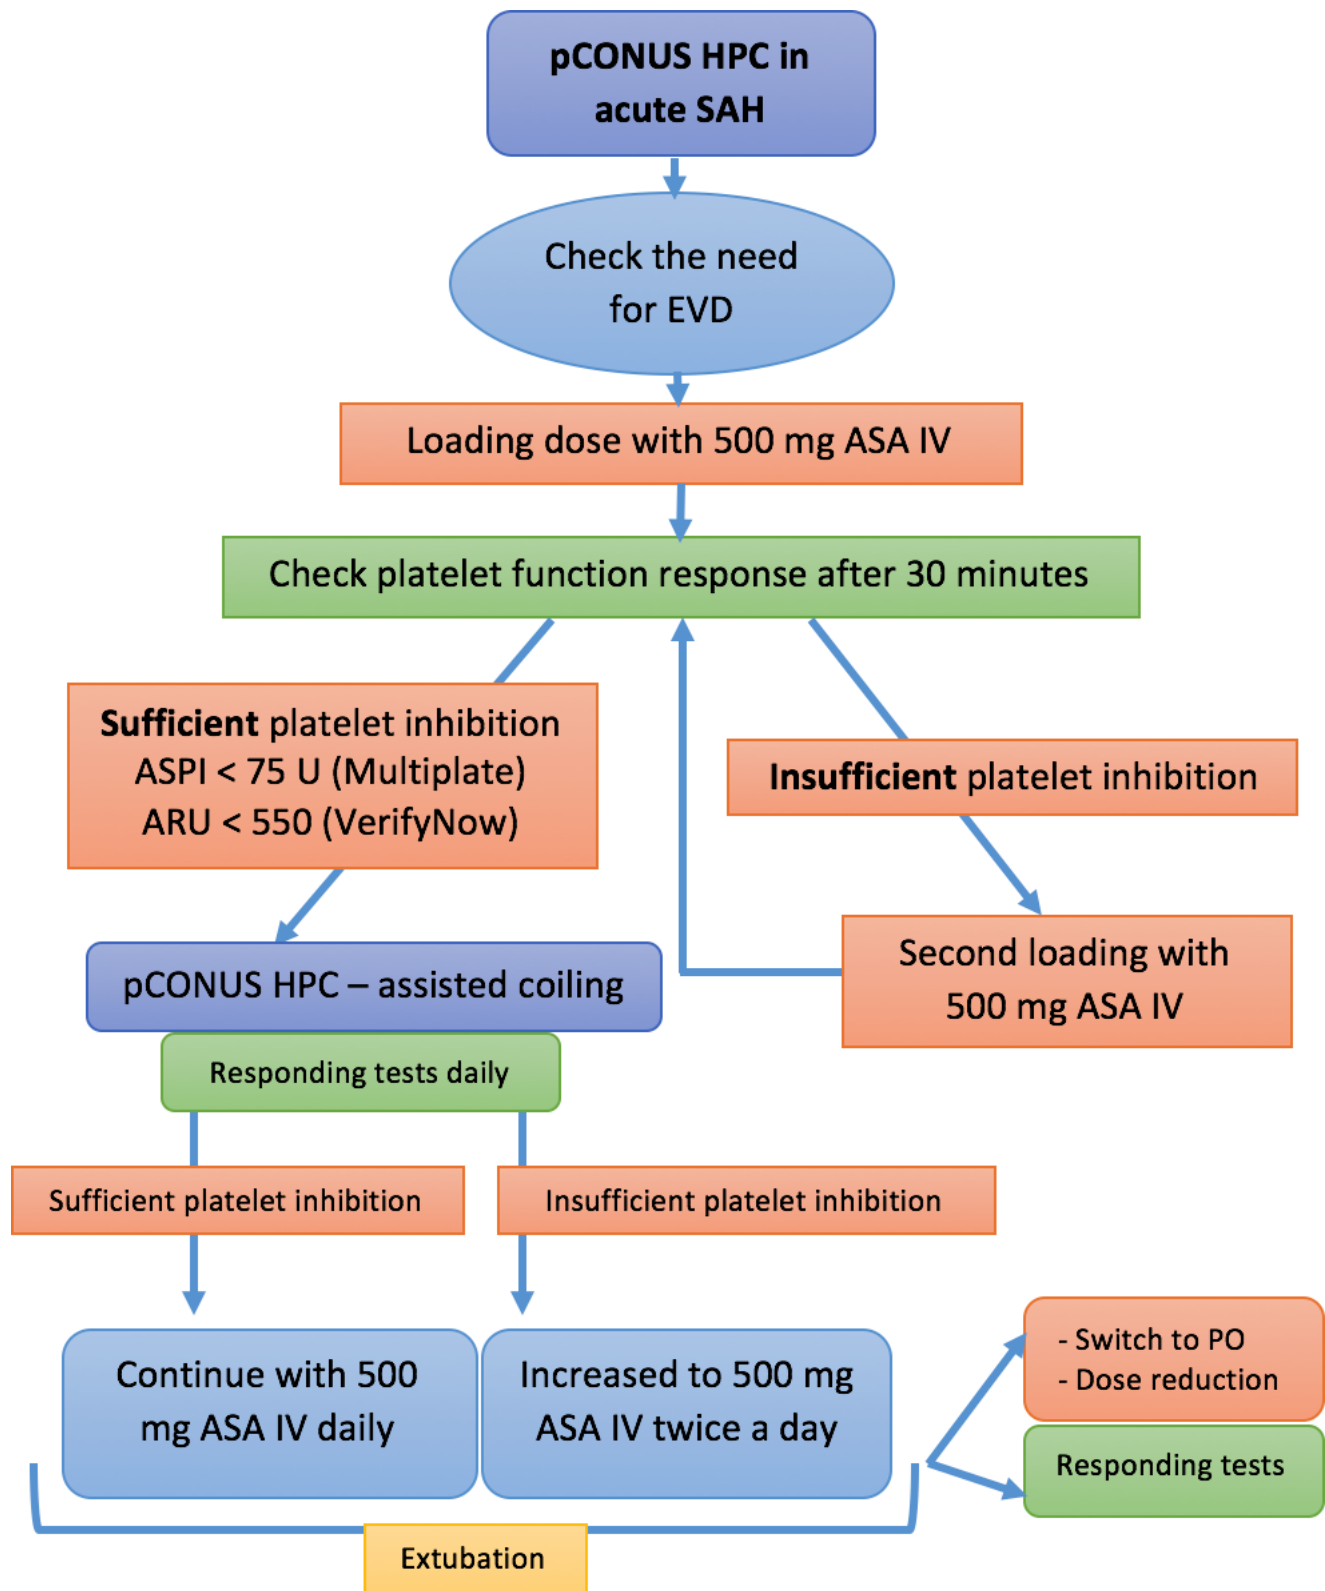 pCONUS HPC in
acute SAH
Check the need
for EVD
Loading dose with 500 mg ASA IV
Check platelet function response after 30 minutes
Sufficient platelet inhibition
ASPI < 75 U (Multiplate)
ARU < 550 (VerifyNow)
Insufficient platelet inhibition
Second loading with
500 mg ASA IV
pCONUS HPC – assisted coiling
Responding tests daily
Sufficient platelet inhibition
Insufficient platelet inhibition
Continue with 500
mg ASA IV daily
Increased to 500 mg
ASA IV twice a day
- Switch to PO
- Dose reduction
Responding tests
Extubation